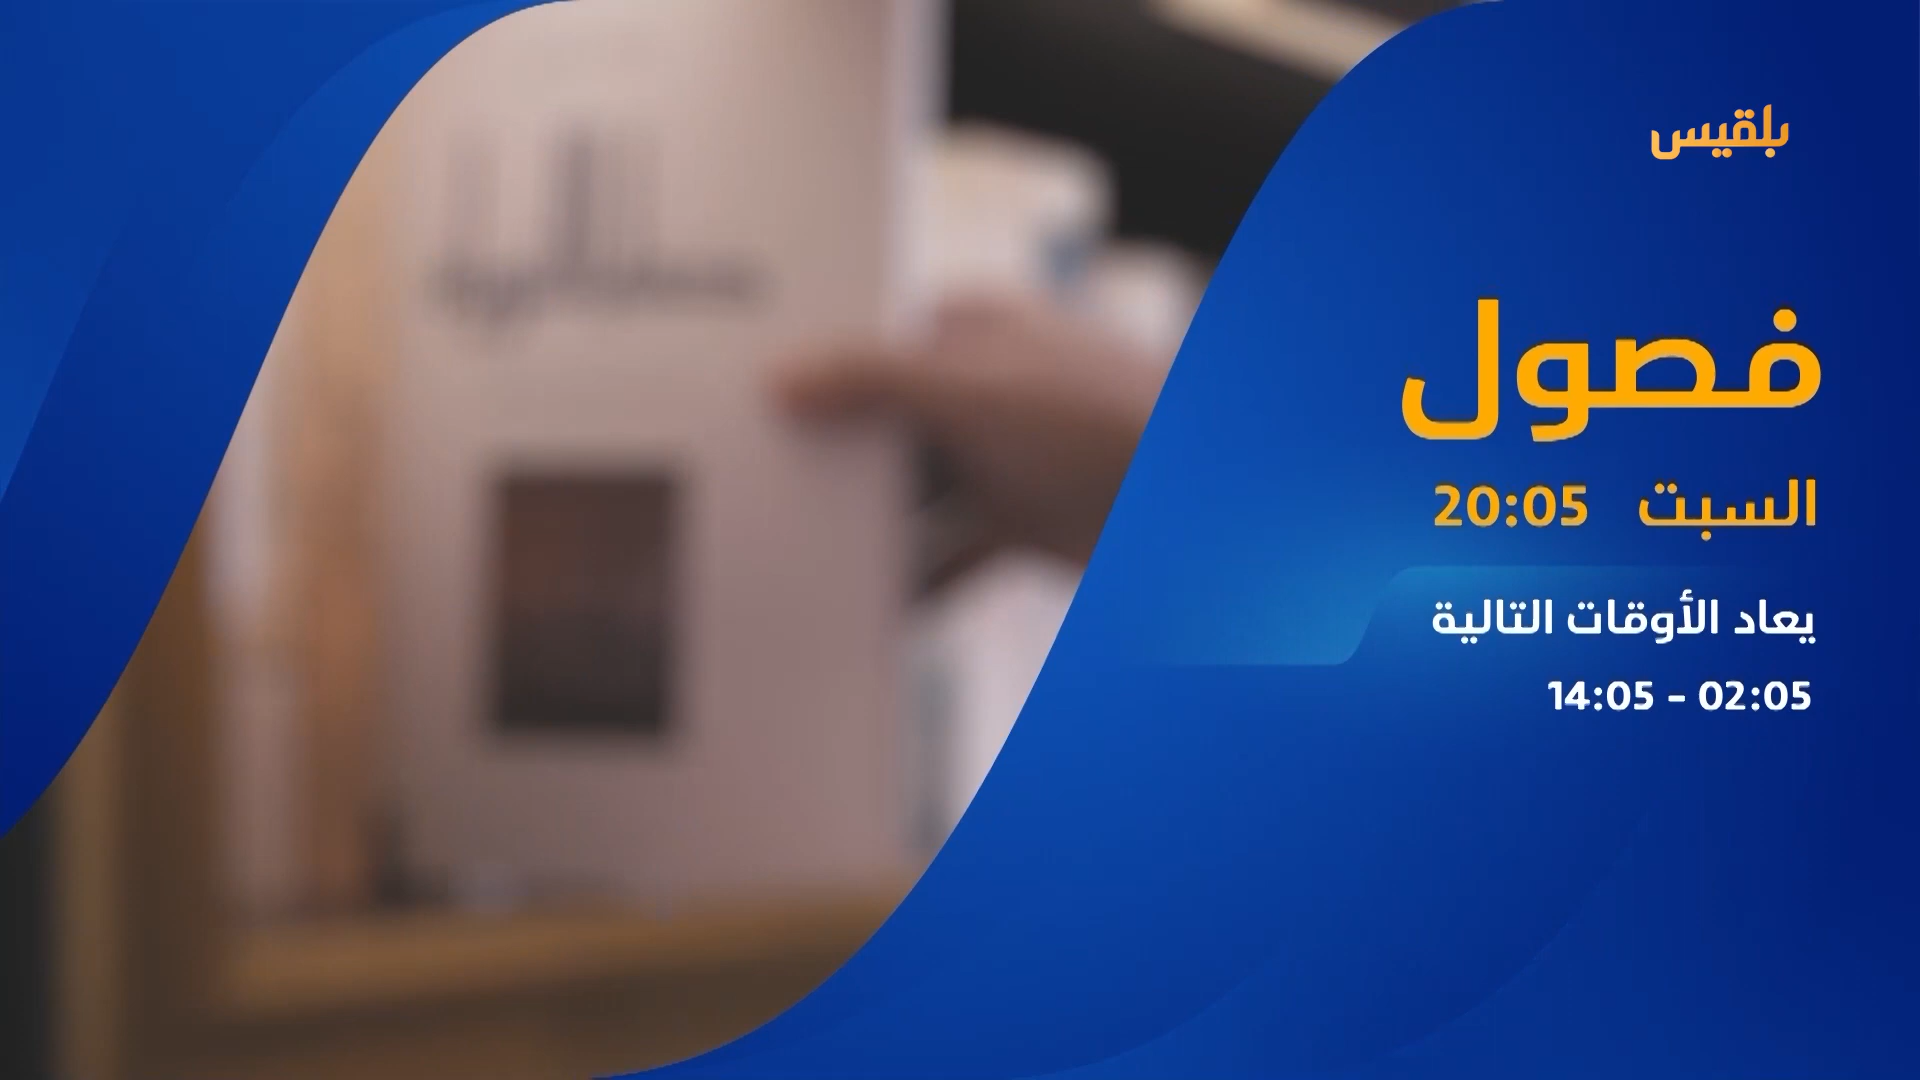 بلقيس
فصول
السبت 20:05
يعاد الأوقات التالية
02:05 - 14:05